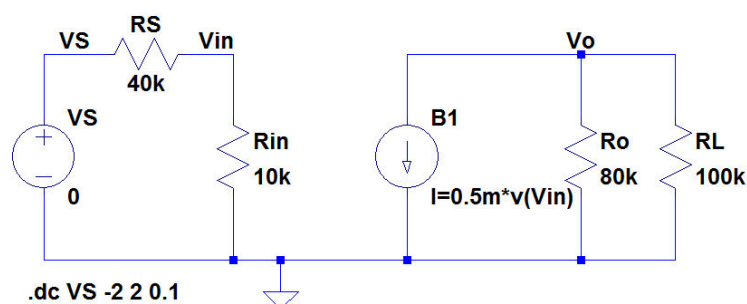 RS
VS
Vin
Vo
40k
VS
B1
Rin
Ro
RL
10k
80k
100k
0
I=0.5m*v(Vin)
.dc VS -2 2 0.1